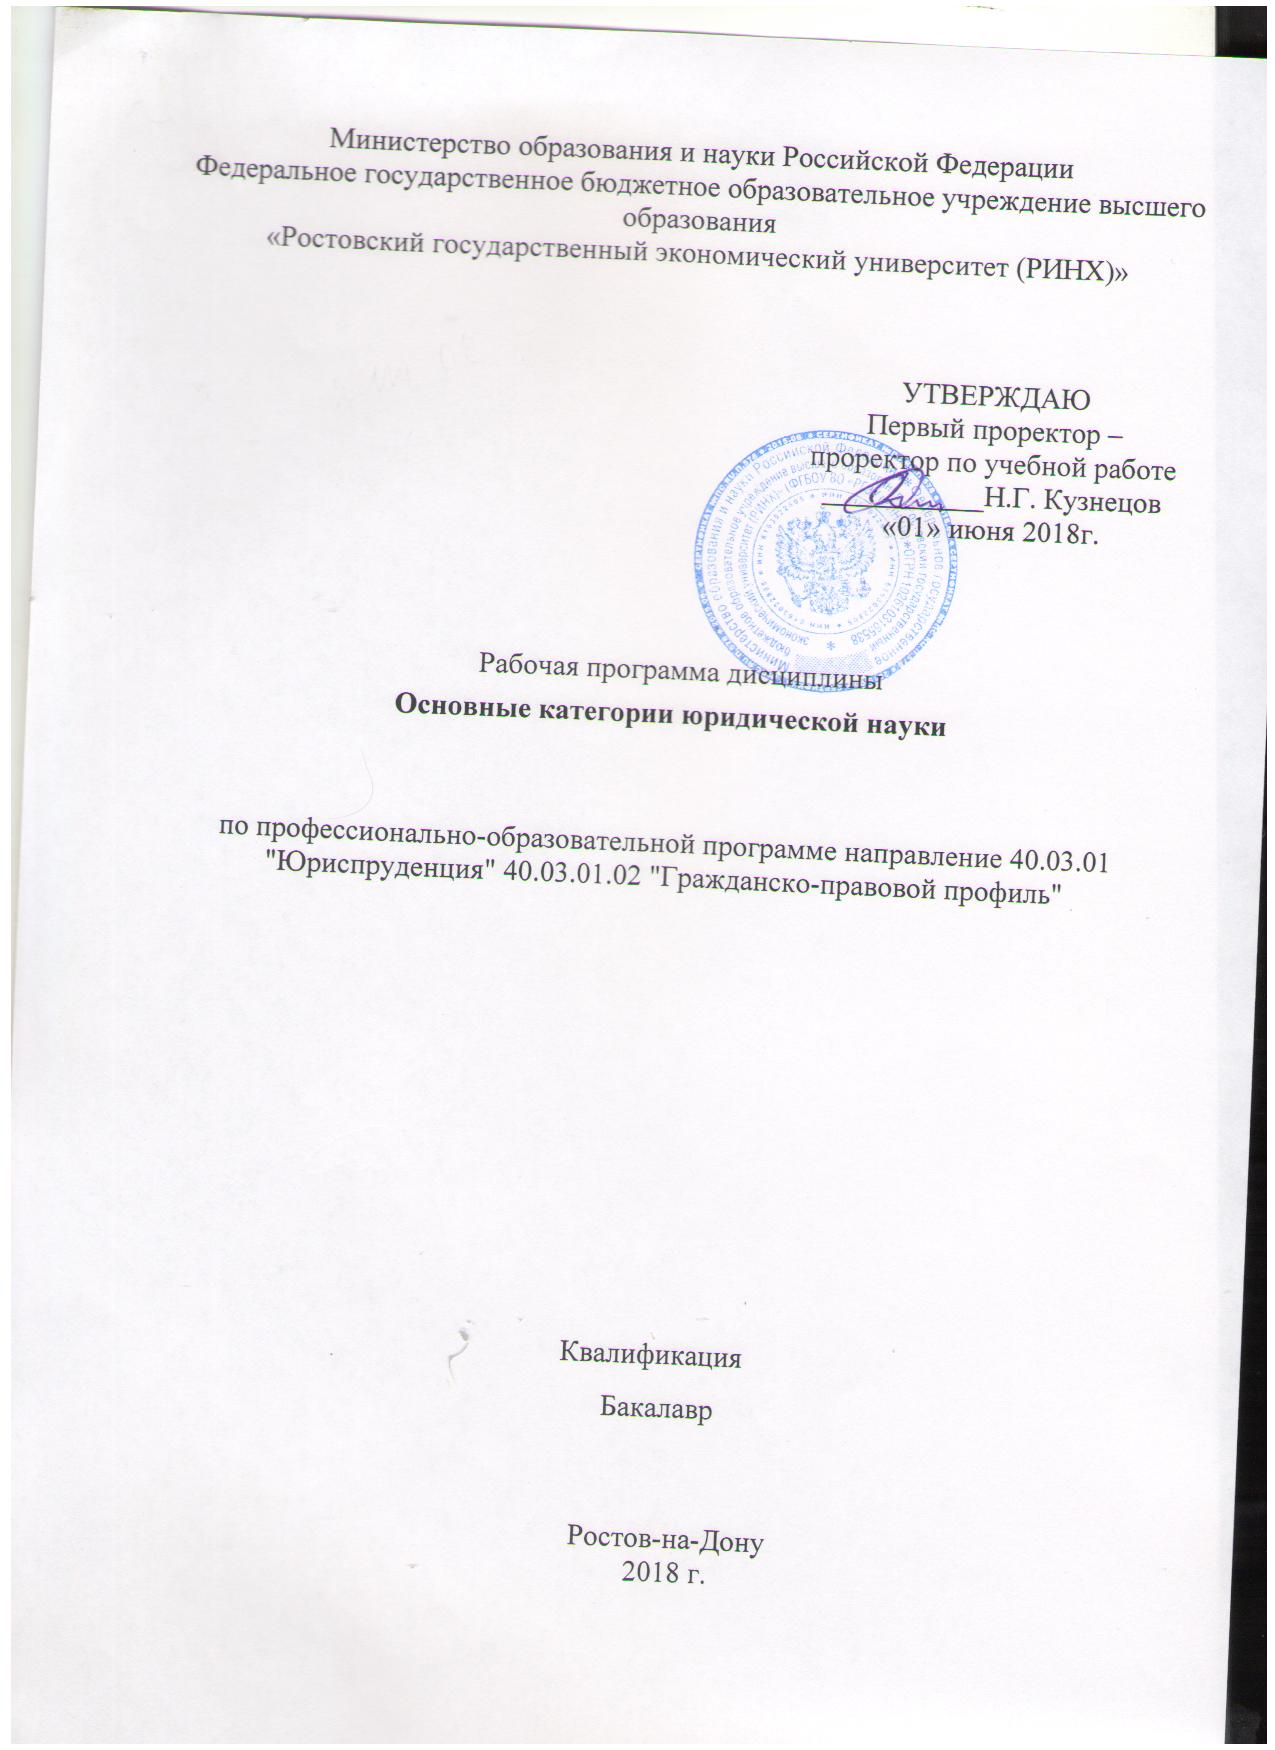 Министерство образования и науки Российской Федерации
Федеральное государственное бюджетное образовательное учреждение высшего
образования
«Ростовский государственный экономический университет (РИНХ)»
УТВЕРЖДАЮ
Первый проректор –
проректор по учебной работе
Н.Г. Кузнецов
«01» июня 2018г.
Рабочая программа дисциплины
Основные категории юридической науки
по профессионально-образовательной программе направление 40.03.01
"Юриспруденция" 40.03.01.02 "Гражданско-правовой профиль"
Квалификация
Бакалавр
Ростов-на-Дону
2018 г.